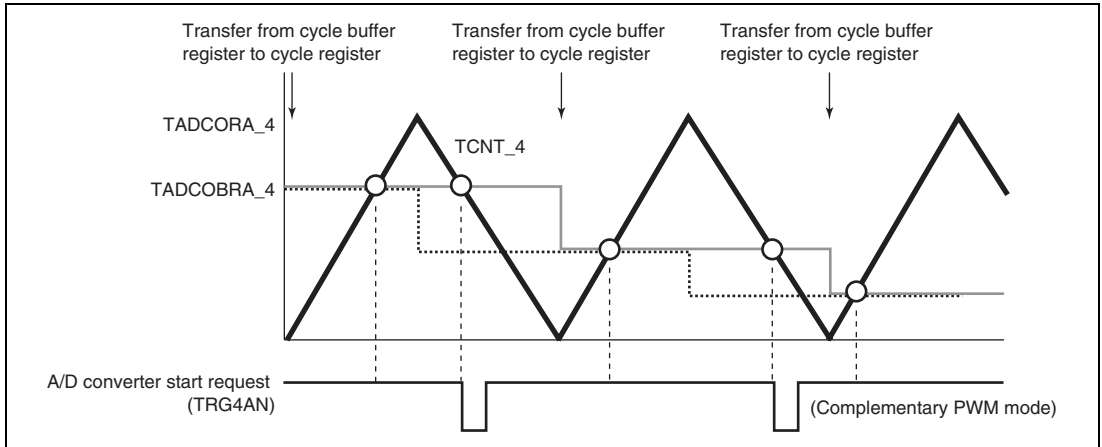 Transfer from cycle buffer
register to cycle register
Transfer from cycle buffer
register to cycle register
Transfer from cycle buffer
register to cycle register
TADCORA_4
TCNT_4
TADCOBRA_4
A/D converter start request
(TRG4AN)
(Complementary PWM mode)